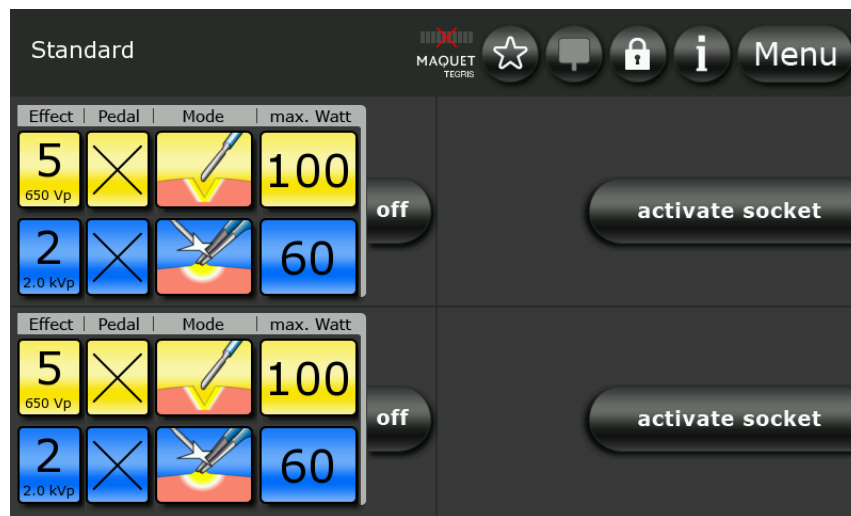 Standard
MAQUET
TEGRIS
i
Menu
Effect | Pedal | Mode | max. Watt
5
650 Vp
100
off
activate socket
2
2.0 kVp
60
Effect | Pedal | Mode | max. Watt
5
650 Vp
100
off
activate socket
2
2.0 kVp
60